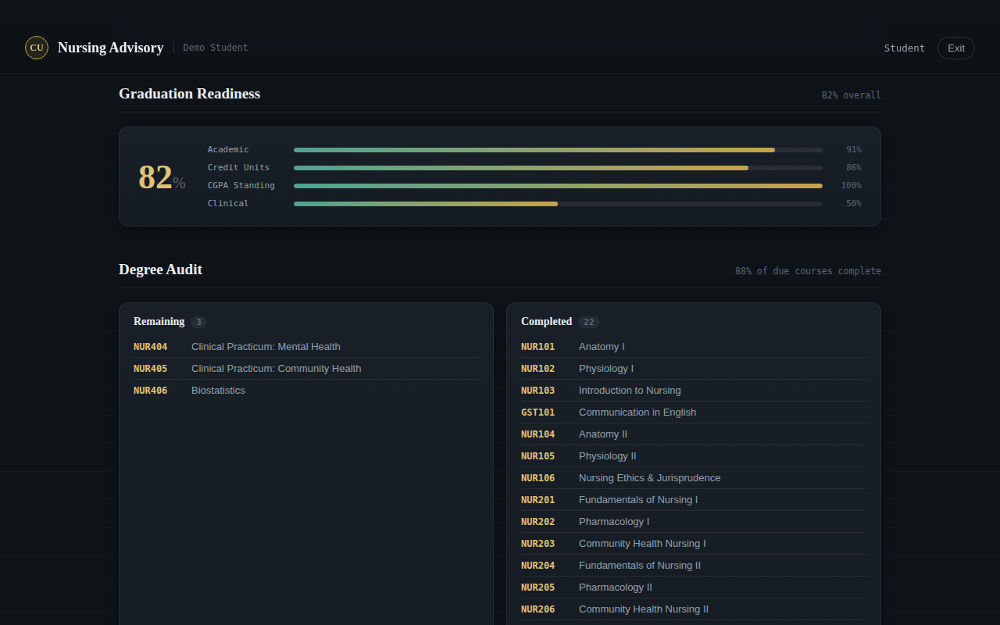 CU Nursing Advisory Demo Student Student Exit
Graduation Readiness 82% overall
82%
Academic 91%
Credit Units 86%
CGPA Standing 100%
Clinical 50%
Degree Audit 88% of due courses complete
Remaining 3
NUR404 Clinical Practicum: Mental Health
NUR405 Clinical Practicum: Community Health
NUR406 Biostatistics
Completed 22
NUR101 Anatomy I
NUR102 Physiology I
NUR103 Introduction to Nursing
GST101 Communication in English
NUR104 Anatomy II
NUR105 Physiology II
NUR106 Nursing Ethics & Jurisprudence
NUR201 Fundamentals of Nursing I
NUR202 Pharmacology I
NUR203 Community Health Nursing I
NUR204 Fundamentals of Nursing II
NUR205 Pharmacology II
NUR206 Community Health Nursing II